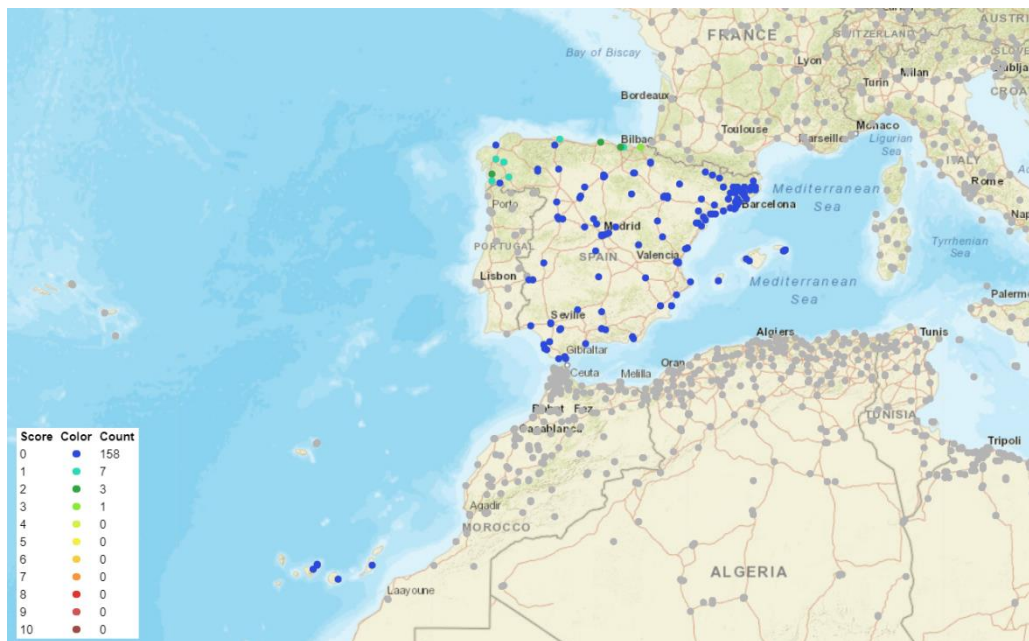 FRANCE
SWITZERLAND
AUSTRI
Bay of Biscay
Lyon
SLOVE
Milan
Turin
CROA
Bordeaux
Monaco
Toulouse
Marseille
Ligurian
Sea
Bilbao
ITALY
Rome
Mediterranean
Sea
Barcelona
Porto
Madrid
Nap
PORTUGAL
SPAIN
Valencia
Tyrrhenian
Sea
Lisbon
Mediterranean
Sea
Palermo
Seville
Algiers
Tunis
Gibraltar
Oran
Ceuta
Melilla
Rabat
Fez
TUNISIA
Casablanca
Tripoli
Agadir
MOROCCO
ALGERIA
Laayoune
Score Color Count
0 158
1 7
2 3
3 1
4 0
5 0
6 0
7 0
8 0
9 0
10 0